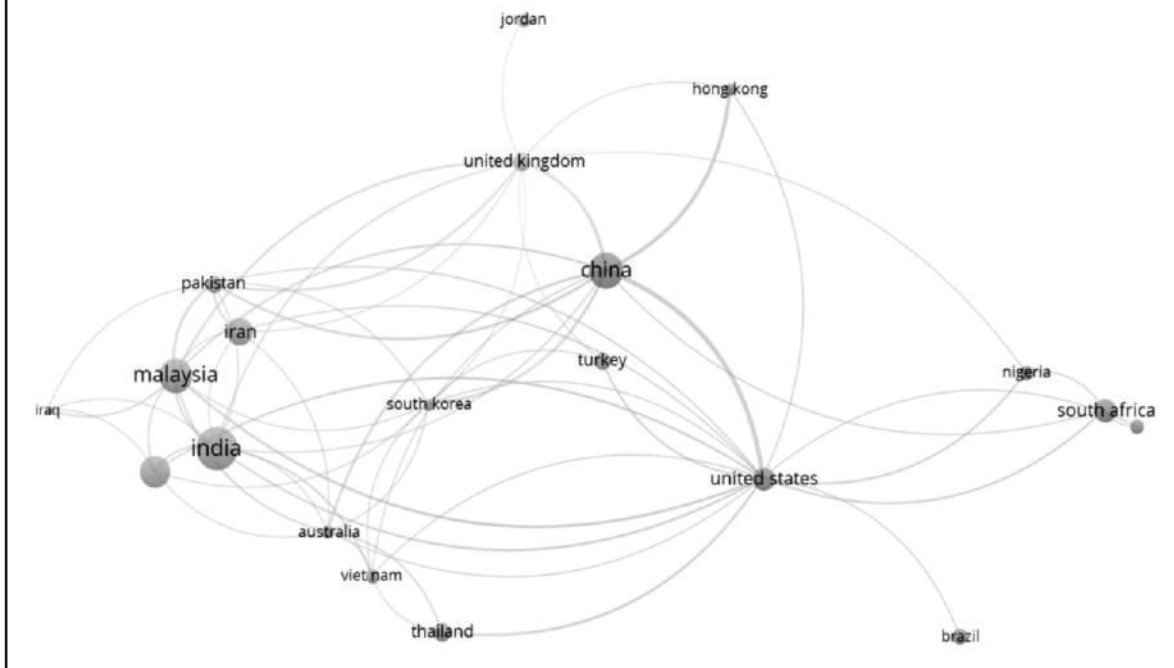 jordan
hong kong
united kingdom
china
pakistan
iran
turkey
malaysia
nigeria
south korea
iraq
south africa
india
united states
australia
viet nam
thailand
brazil